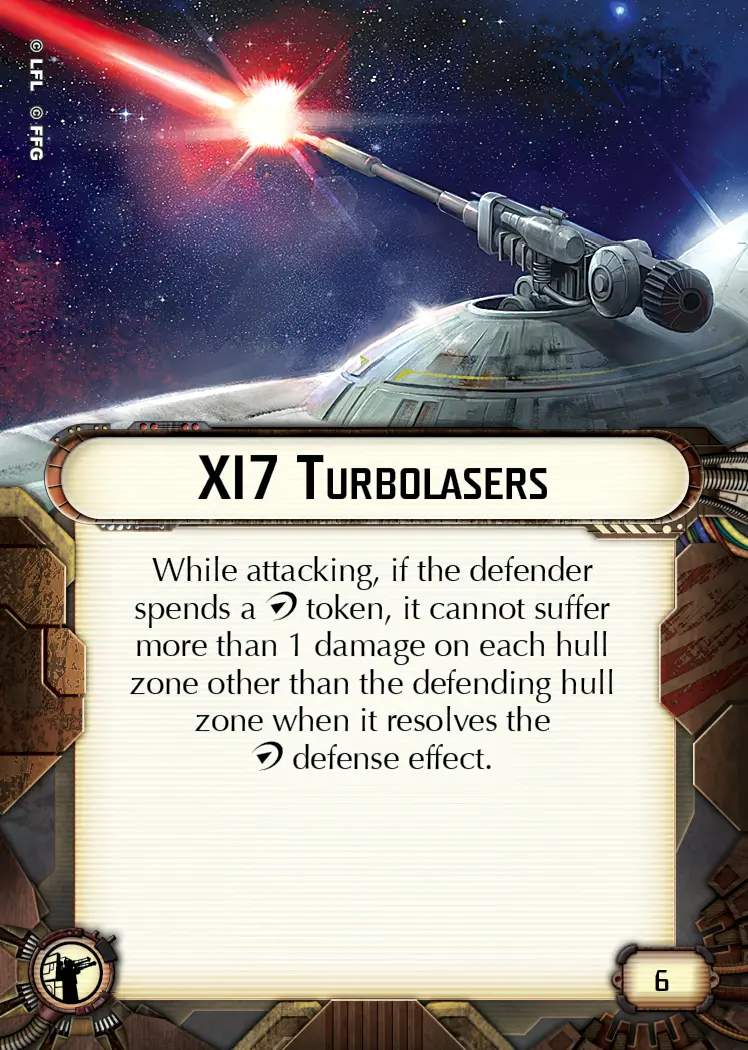 © LFL © FFG
XI7 Turbolasers
While attacking, if the defender
spends a token, it cannot suffer
more than 1 damage on each hull
zone other than the defending hull
zone when it resolves the
defense effect.
6